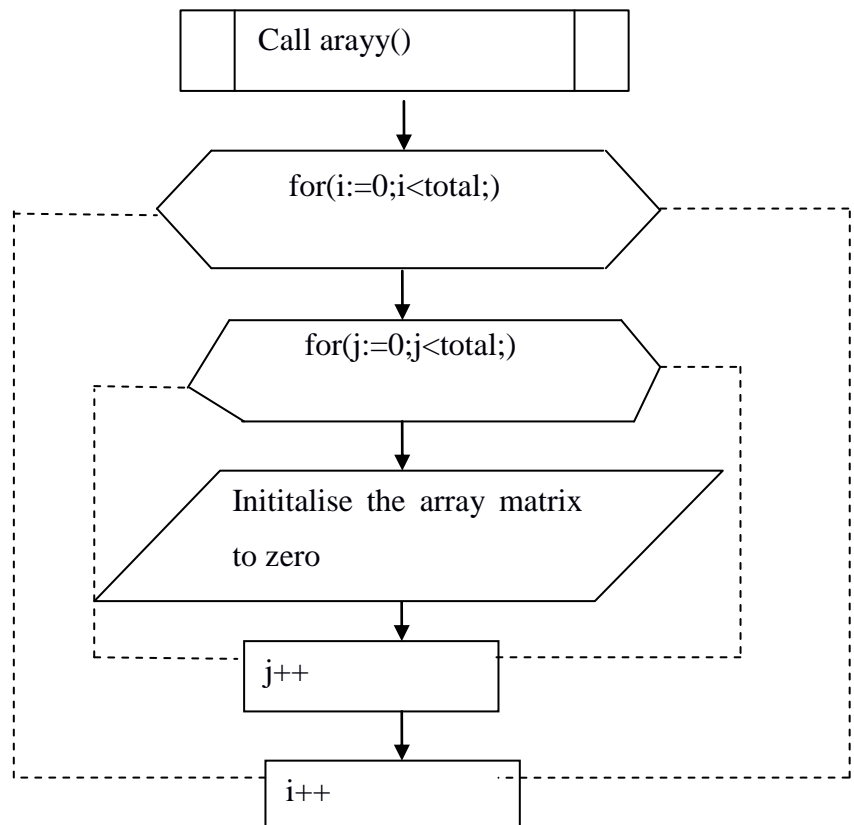 Call arayy()
for(i:=0;i<total;)
for(j:=0;j<total;)
Inititalise the array matrix
to zero
j++
i++